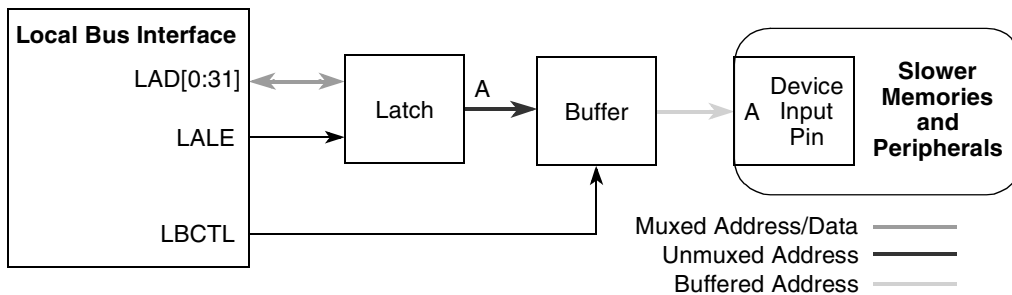 Local Bus Interface
LAD[0:31]
LALE
LBCTL
Latch
A
Buffer
A
Device
Input
Pin
Slower
Memories
and
Peripherals
Muxed Address/Data
Unmuxed Address
Buffered Address